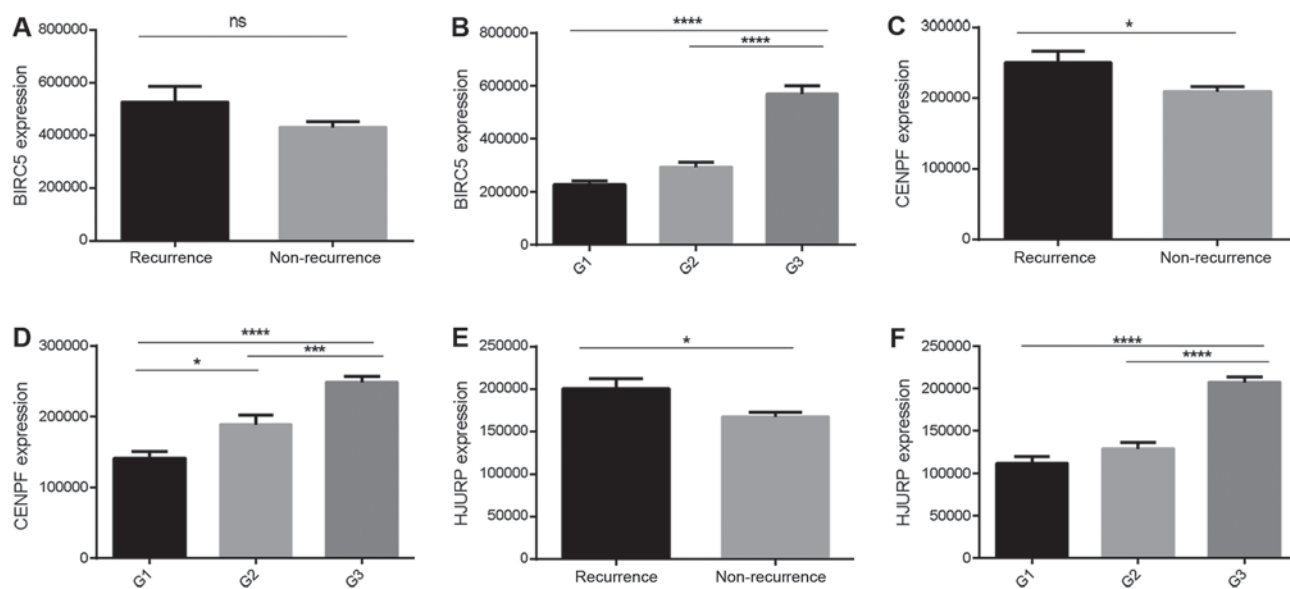 A
ns
BIRC5 expression
800000
600000
400000
200000
0
Recurrence
Non-recurrence
B
****
****
BIRC5 expression
800000
600000
400000
200000
0
G1
G2
G3
C
*
CENPF expression
300000
200000
100000
0
Recurrence
Non-recurrence
D
****
*
***
CENPF expression
300000
200000
100000
0
G1
G2
G3
E
*
HJURP expression
250000
200000
150000
100000
50000
0
Recurrence
Non-recurrence
F
****
****
HJURP expression
250000
200000
150000
100000
50000
0
G1
G2
G3